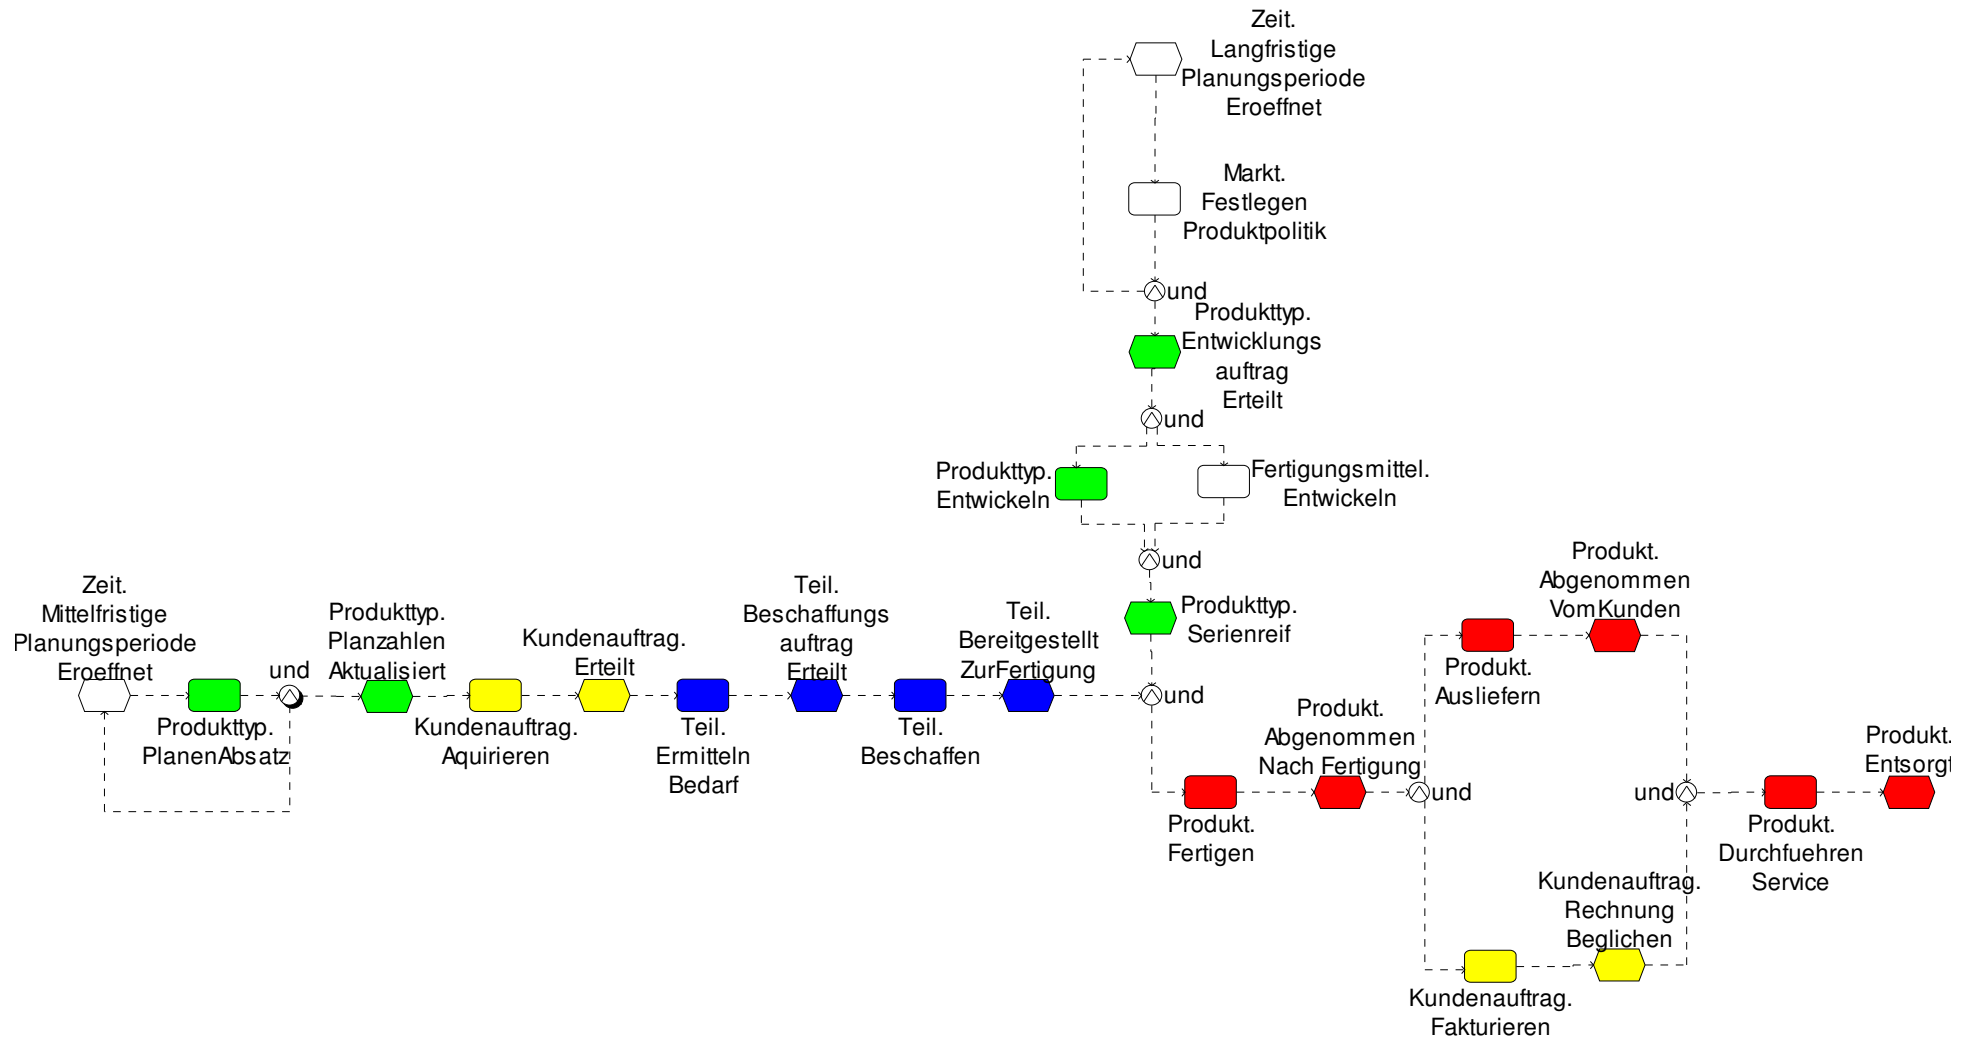 Zeit.
Langfristige
Planungsperiode
Eroeffnet
Markt.
Festlegen
Produktpolitik
und
Produkttyp.
Entwicklungs
auftrag
Erteilt
und
Produkttyp.
Entwickeln
Fertigungsmittel.
Entwickeln
und
Produkttyp.
Serienreif
Zeit.
Mittelfristige
Planungsperiode
Eroeffnet
Produkttyp.
PlanenAbsatz
und
Produkttyp.
Planzahlen
Aktualisiert
Kundenauftrag.
Aquirieren
Kundenauftrag.
Erteilt
Teil.
Ermitteln
Bedarf
Teil.
Beschaffungs
auftrag
Erteilt
Teil.
Beschaffen
Teil.
Bereitgestellt
ZurFertigung
und
Produkt.
Fertigen
Produkt.
Abgenommen
Nach Fertigung
und
Produkt.
Ausliefern
Produkt.
Abgenommen
VomKunden
Kundenauftrag.
Fakturieren
Kundenauftrag.
Rechnung
Beglichen
und
Produkt.
Durchfuehren
Service
Produkt.
Entsorgt